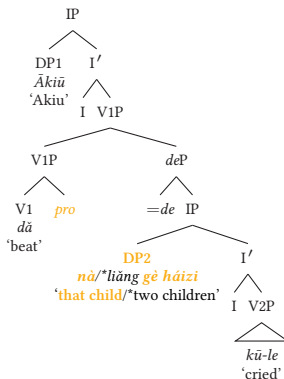 IP
DP1 I′
Ākiū
‘Akiu’ I V1P
V1P deP
V1 pro =de IP
dǎ
‘beat’ DP2 I′
nà/*liǎng gè háizi
‘that child/*two children’ I V2P
kū-le
‘cried’